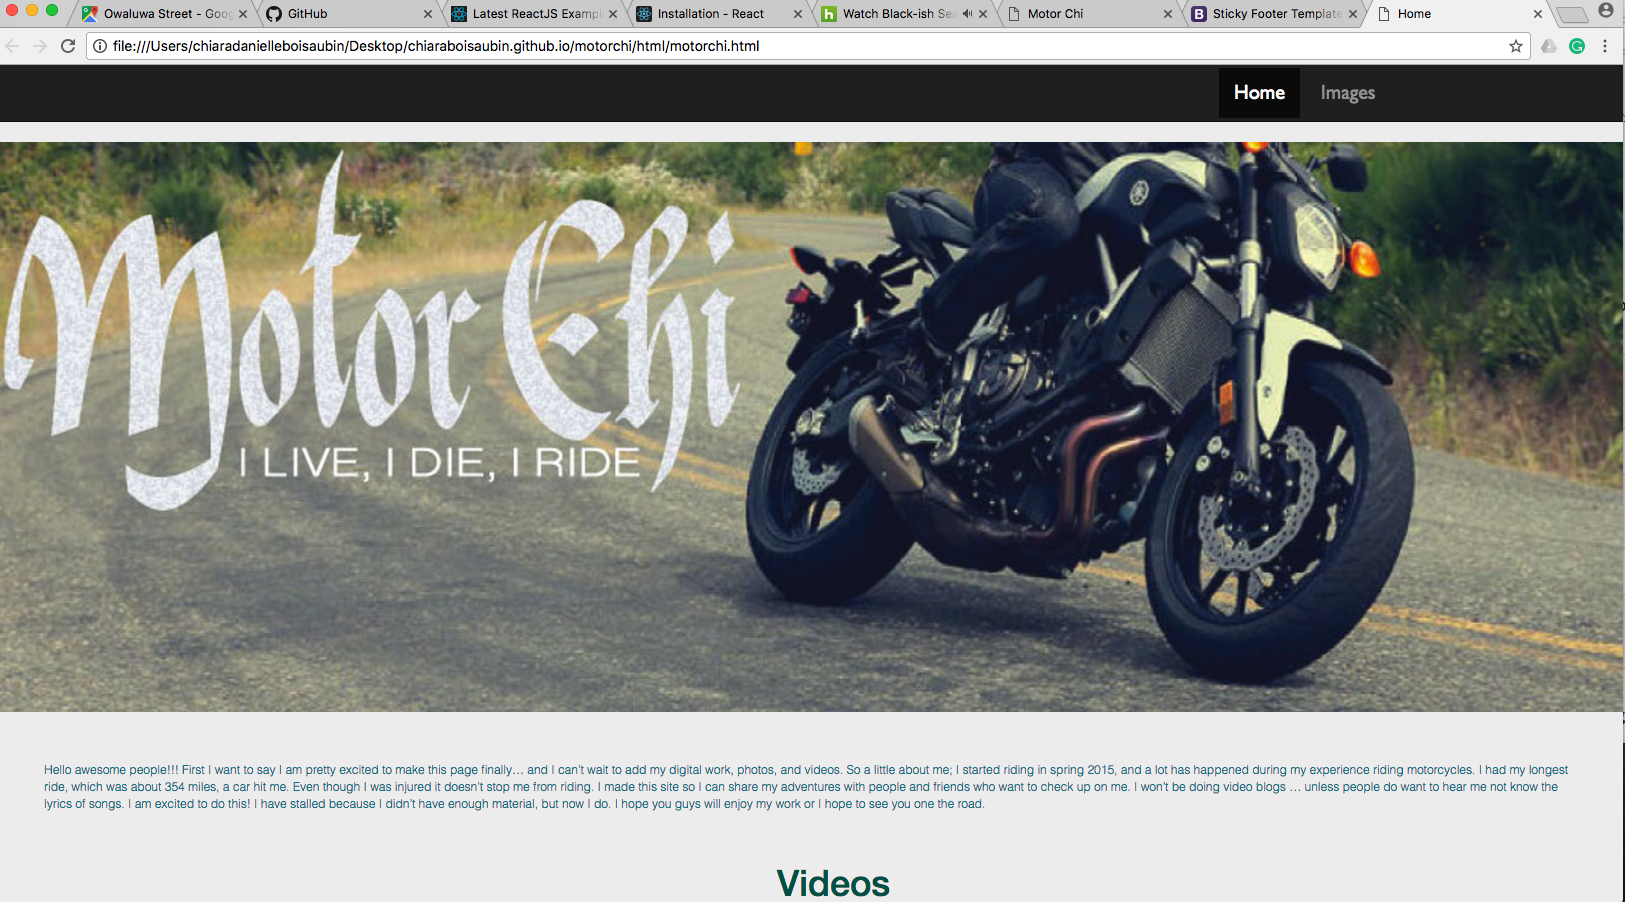 Owaluwa Street - Goog
GitHub
Latest ReactJS Exampl
Installation - React
Watch Black-ish Sea
Motor Chi
Sticky Footer Template
Home
file:///Users/chiaradanielleboisaubin/Desktop/chiaraboisaubin.github.io/motorchi/html/motorchi.html
Home
Images
Motor Chi
I LIVE, I DIE, I RIDE
Hello awesome people!!! First I want to say I am pretty excited to make this page finally… and I can't wait to add my digital work, photos, and videos. So a little about me; I started riding in spring 2015, and a lot has happened during my experience riding motorcycles. I had my longest
ride, which was about 354 miles, a car hit me. Even though I was injured it doesn't stop me from riding. I made this site so I can share my adventures with people and friends who want to check up on me. I won't be doing video blogs … unless people do want to hear me not know the
lyrics of songs. I am excited to do this! I have stalled because I didn't have enough material, but now I do. I hope you guys will enjoy my work or I hope to see you one the road.
Videos